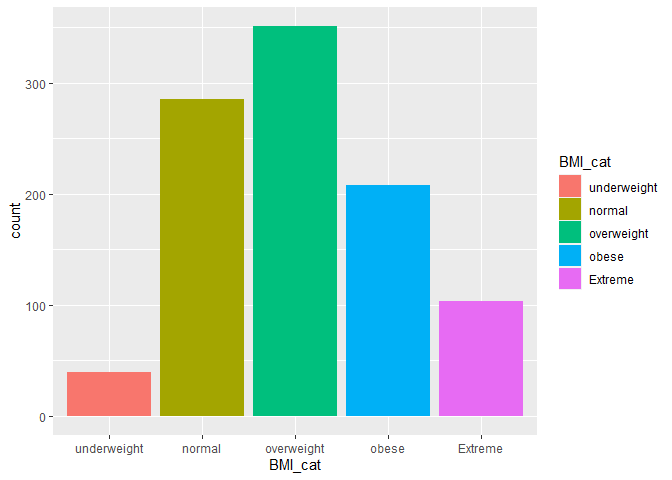 count
300
200
100
0
underweight
normal
overweight
obese
Extreme
BMI_cat
BMI_cat
underweight
normal
overweight
obese
Extreme